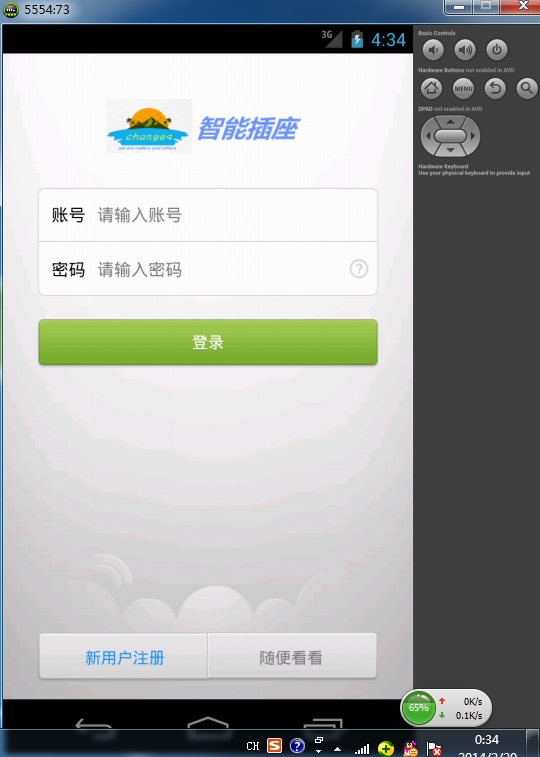 5554:73
3G 4:34
changes
we are makers and others
智能插座
账号 请输入账号
密码 请输入密码 ?
登录
新用户注册 随便看看
Basic Controls
Hardware Buttons not enabled in AVD
MENU
DPAD not enabled in AVD
Hardware Keyboard
Use your physical keyboard to provide input
65% 0K/s
0.1K/s
CH S ? 0:34
2014/2/20